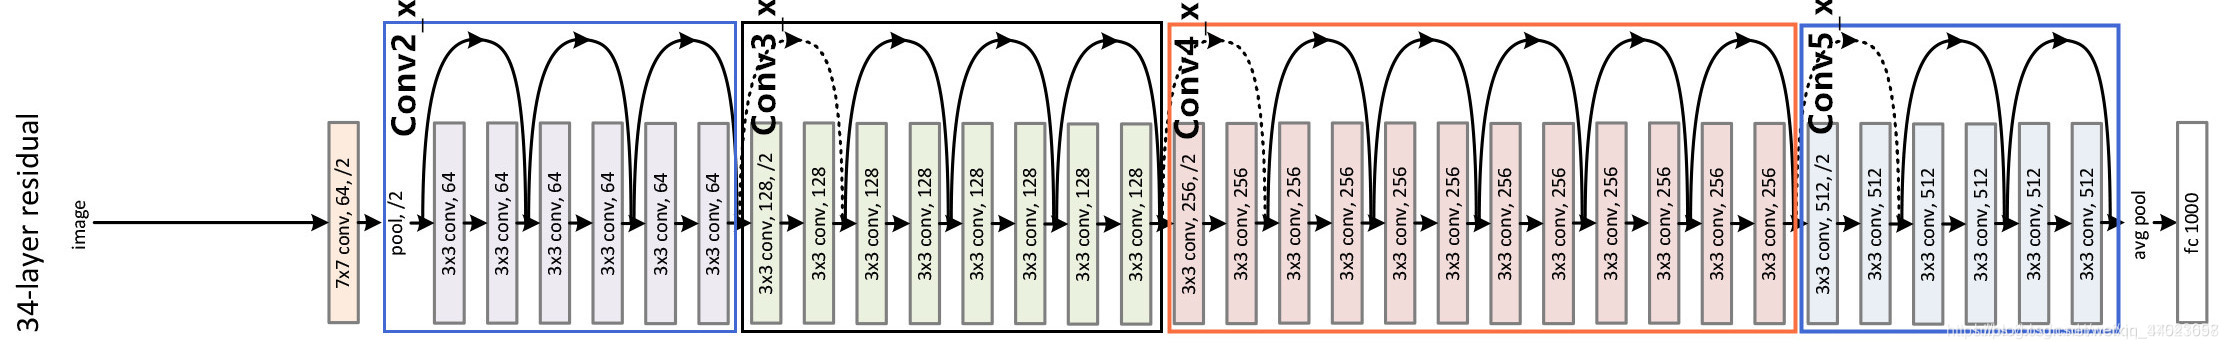 34-layer residual
image
7x7 conv, 64, /2
pool, /2
Conv2_x
3x3 conv, 64
3x3 conv, 64
3x3 conv, 64
3x3 conv, 64
3x3 conv, 64
3x3 conv, 64
Conv3_x
3x3 conv, 128, /2
3x3 conv, 128
3x3 conv, 128
3x3 conv, 128
3x3 conv, 128
3x3 conv, 128
3x3 conv, 128
3x3 conv, 128
Conv4_x
3x3 conv, 256, /2
3x3 conv, 256
3x3 conv, 256
3x3 conv, 256
3x3 conv, 256
3x3 conv, 256
3x3 conv, 256
3x3 conv, 256
3x3 conv, 256
3x3 conv, 256
3x3 conv, 256
3x3 conv, 256
Conv5_x
3x3 conv, 512, /2
3x3 conv, 512
3x3 conv, 512
3x3 conv, 512
3x3 conv, 512
3x3 conv, 512
avg pool
fc 1000